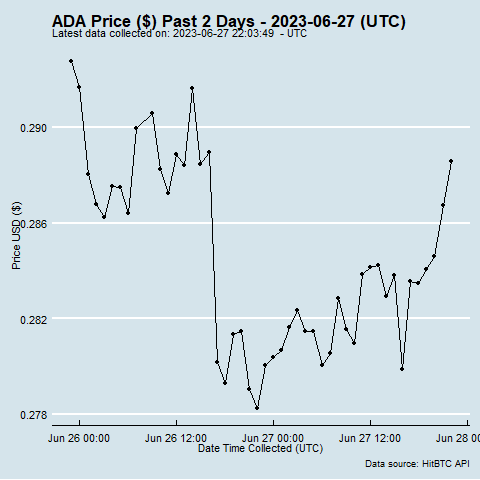 ADA Price ($) Past 2 Days - 2023-06-27 (UTC)
Latest data collected on: 2023-06-27 22:03:49 - UTC
0.290
0.286
0.282
0.278
Price USD ($)
Jun 26 00:00 Jun 26 12:00 Jun 27 00:00 Jun 27 12:00 Jun 28 0
Date Time Collected (UTC)
Data source: HitBTC API